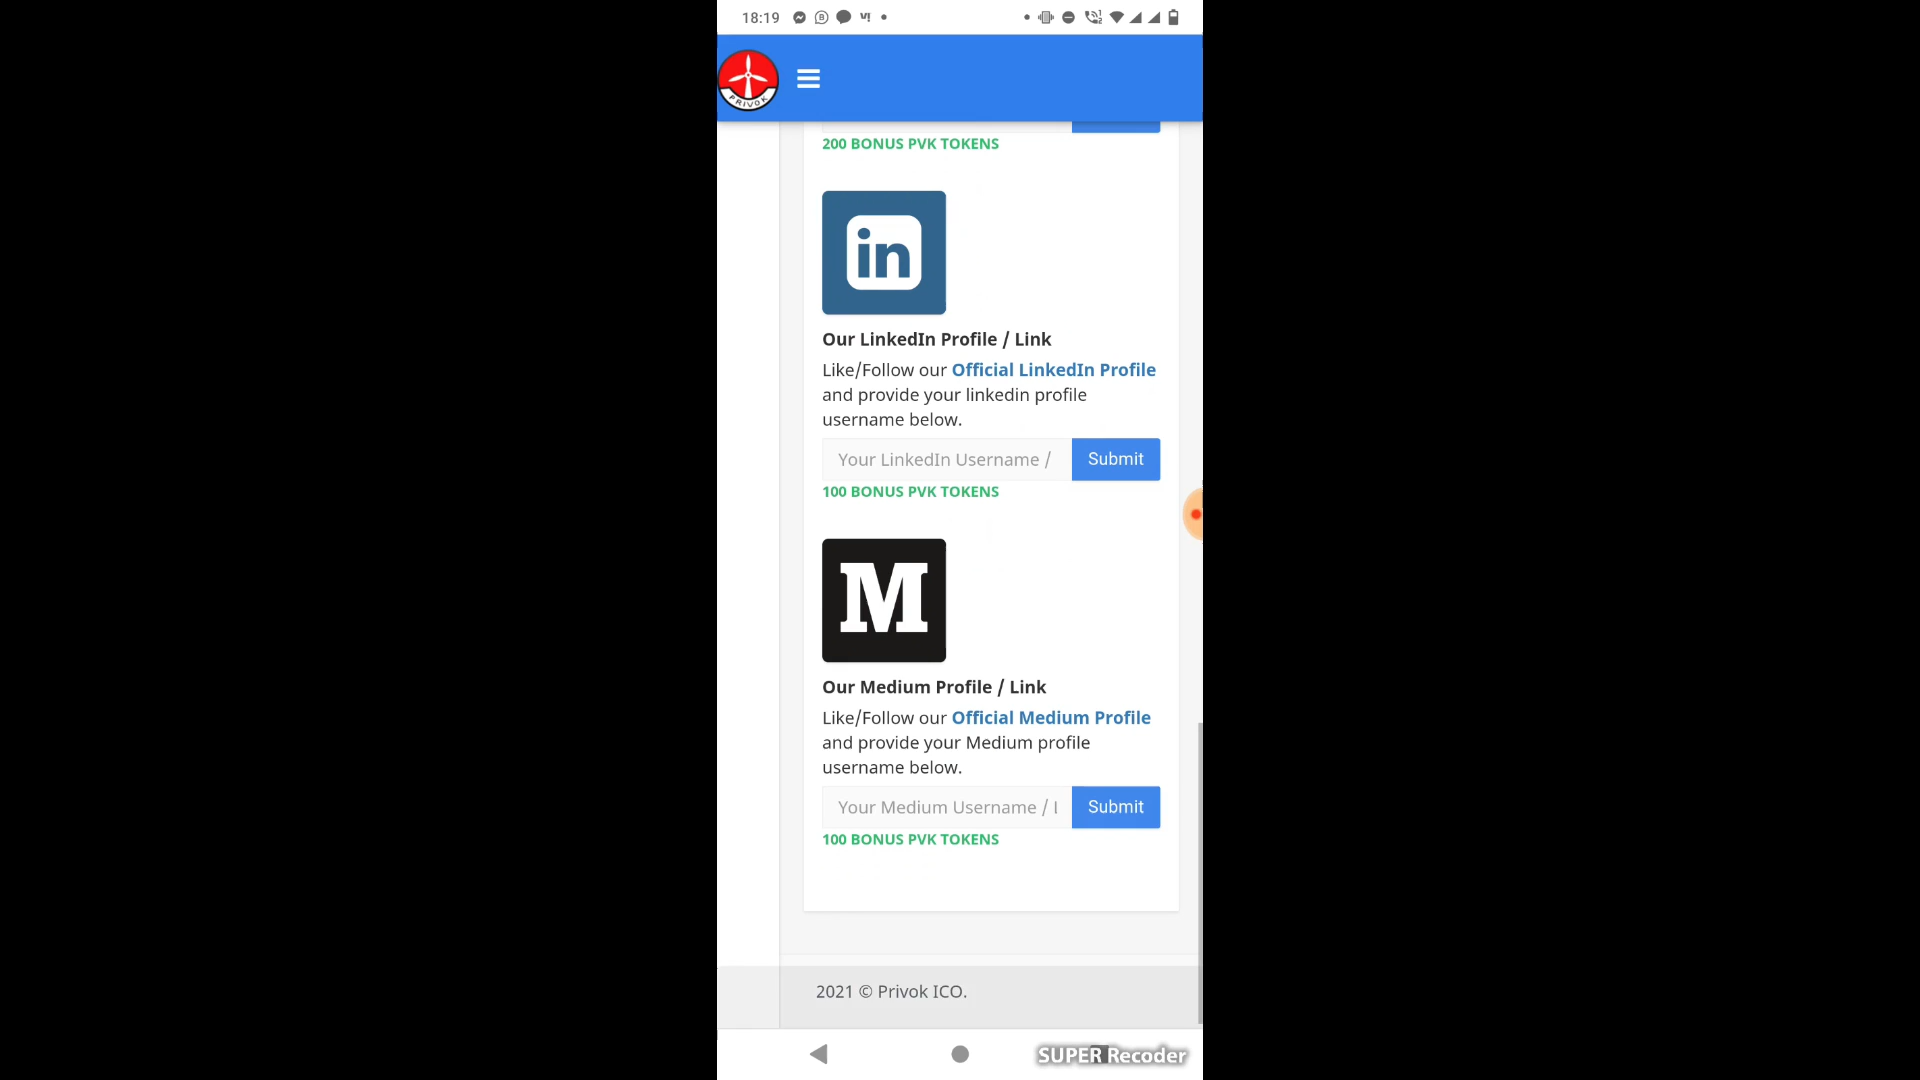 18:19
PRIVOK
200 BONUS PVK TOKENS
in
Our LinkedIn Profile / Link
Like/Follow our Official LinkedIn Profile
and provide your linkedin profile
username below.
Your LinkedIn Username /
Submit
100 BONUS PVK TOKENS
M
Our Medium Profile / Link
Like/Follow our Official Medium Profile
and provide your Medium profile
username below.
Your Medium Username / 
Submit
100 BONUS PVK TOKENS
2021 © Privok ICO.
SUPER Recoder